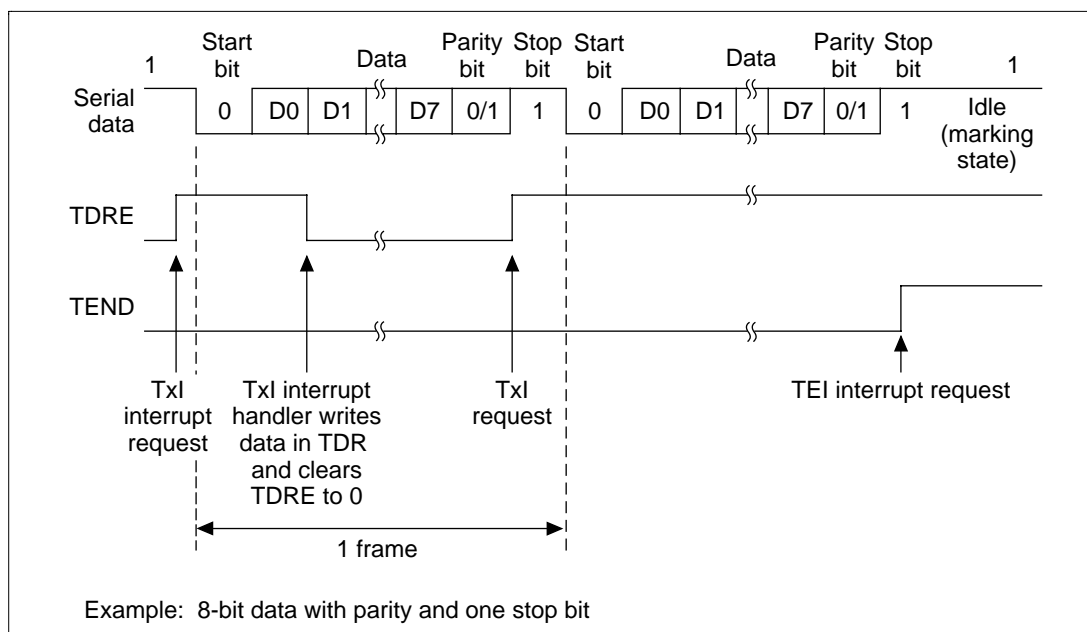 Start bit Data Parity bit Stop bit Start bit Data Parity bit Stop bit
1 1
Serial data 0 D0 D1 D7 0/1 1 0 D0 D1 D7 0/1 1 Idle (marking state)
TDRE
TEND
TxI interrupt request
TxI interrupt handler writes data in TDR and clears TDRE to 0
TxI request
TEI interrupt request
1 frame
Example: 8-bit data with parity and one stop bit